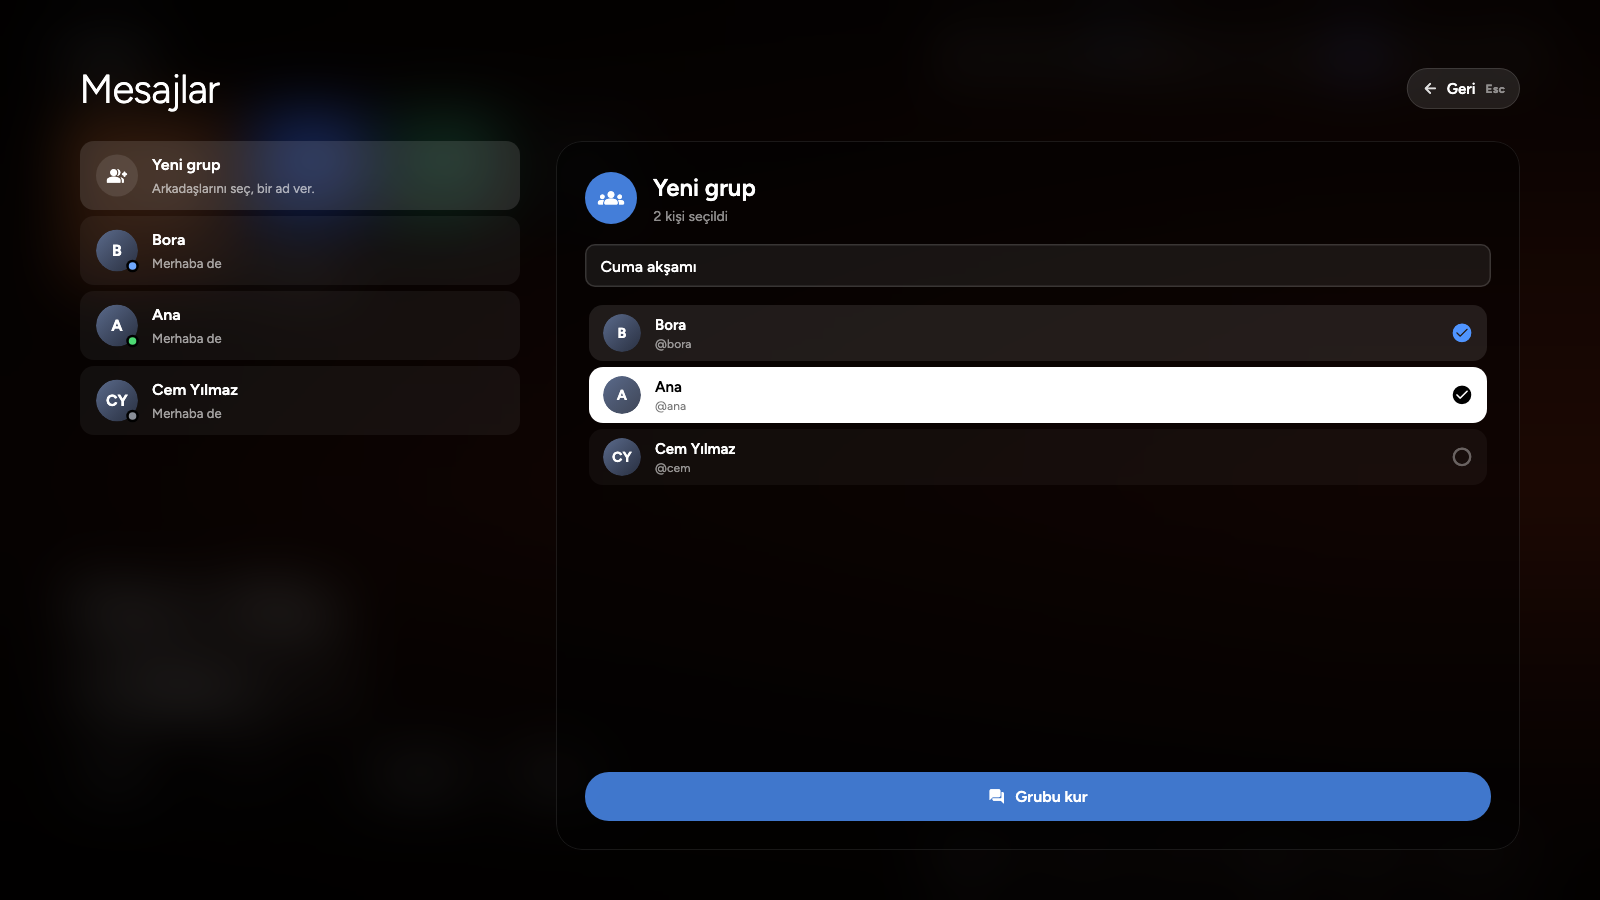 Mesajlar
Geri Esc
Yeni grup
Arkadaşlarını seç, bir ad ver.
B
Bora
Merhaba de
A
Ana
Merhaba de
CY
Cem Yılmaz
Merhaba de
Yeni grup
2 kişi seçildi
Cuma akşamı
B
Bora
@bora
A
Ana
@ana
CY
Cem Yılmaz
@cem
Grubu kur